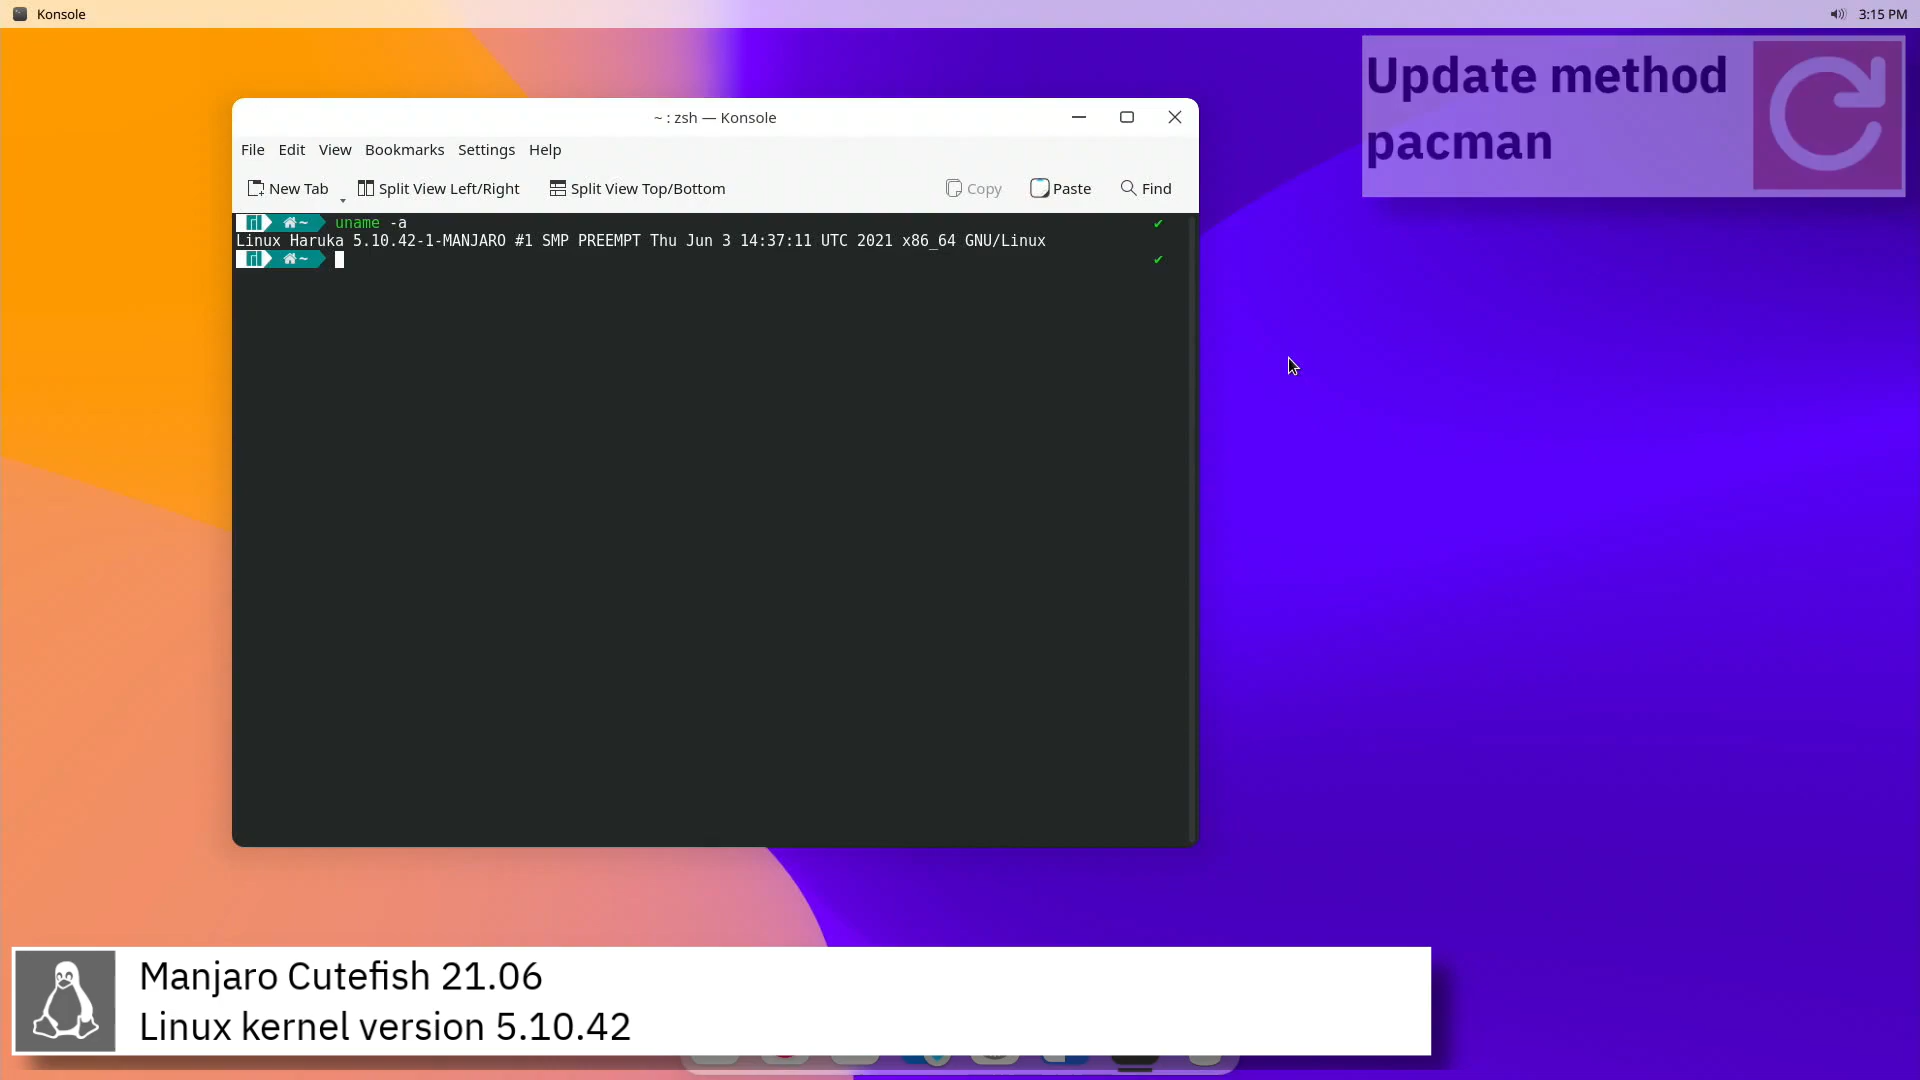 Konsole
3:15 PM
Update method
pacman
~ : zsh — Konsole
File Edit View Bookmarks Settings Help
New Tab Split View Left/Right Split View Top/Bottom Copy Paste Find
~ uname -a
Linux Haruka 5.10.42-1-MANJARO #1 SMP PREEMPT Thu Jun 3 14:37:11 UTC 2021 x86_64 GNU/Linux
~
Manjaro Cutefish 21.06
Linux kernel version 5.10.42